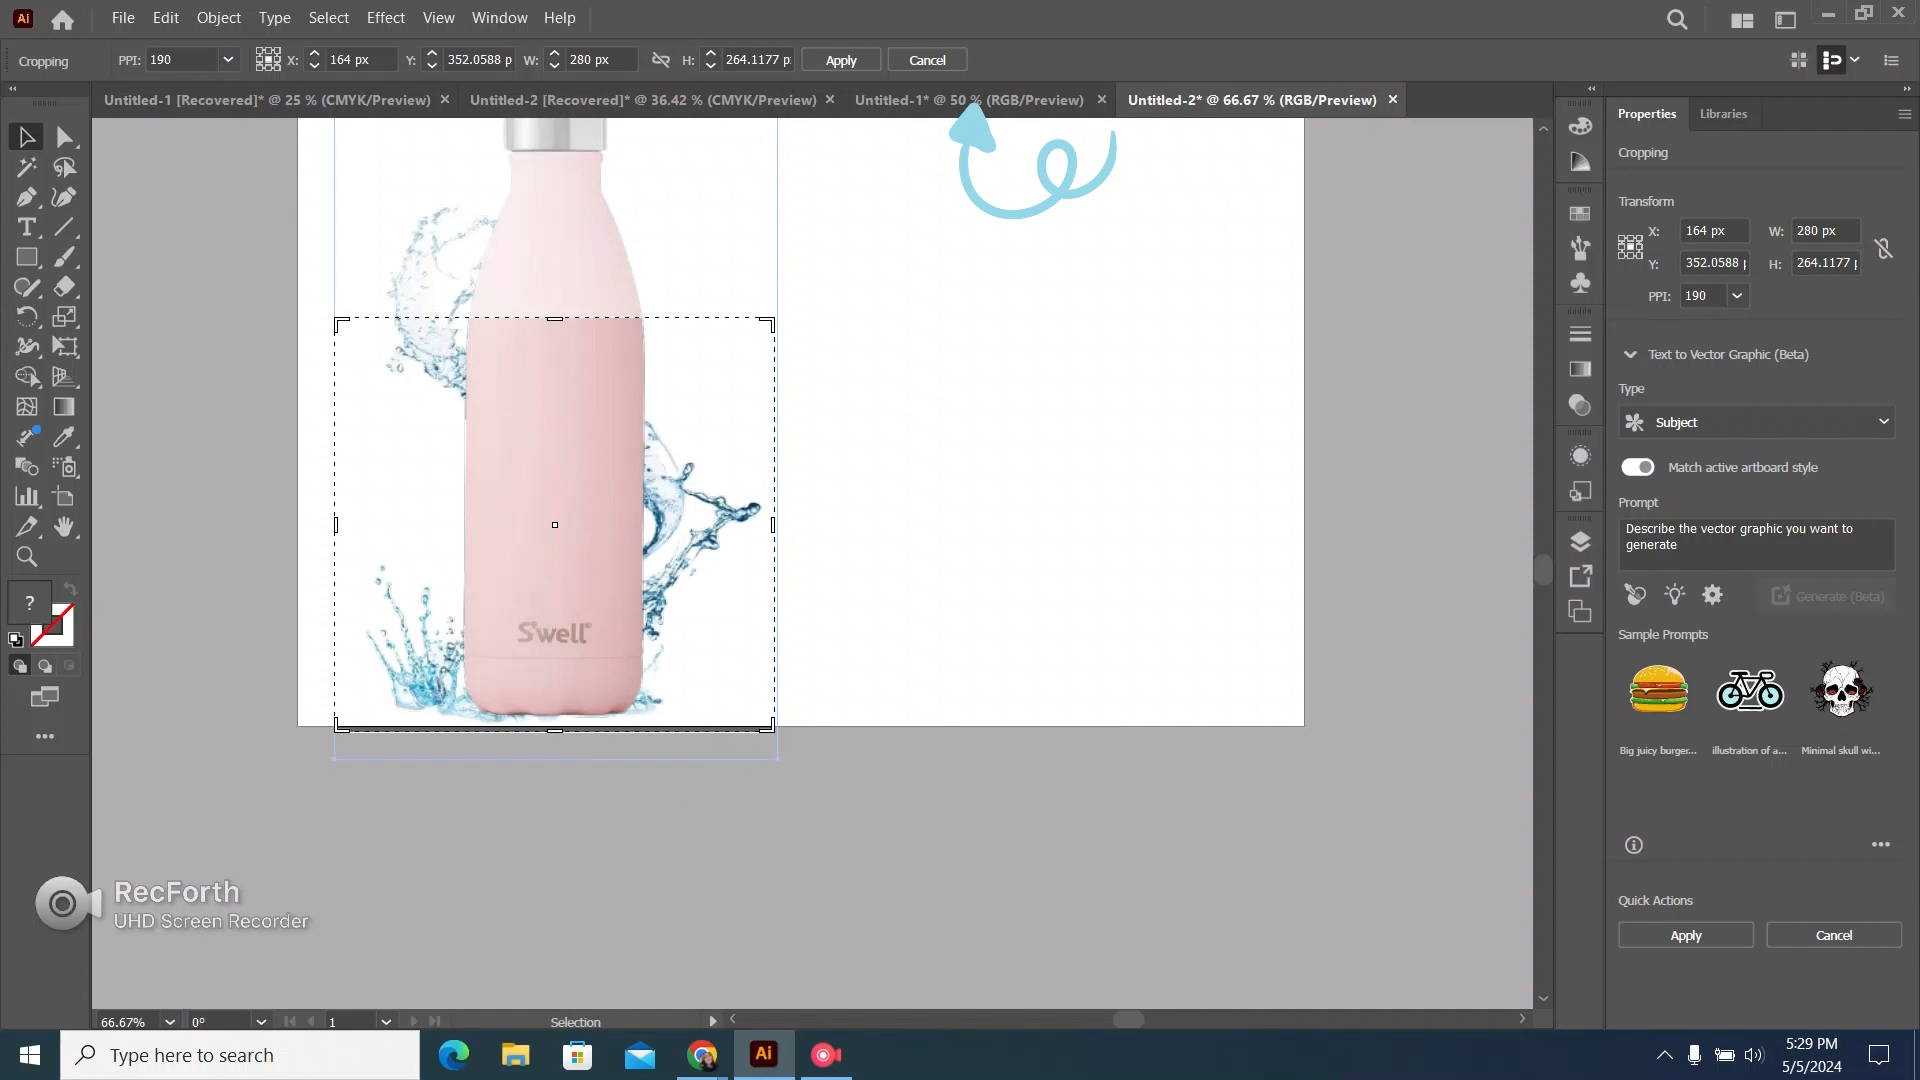 Ai File Edit Object Type Select Effect View Window Help
Cropping PPI: 190 X: 164 px Y: 352.0588 p W: 280 px H: 264.1177 p Apply Cancel
Untitled-1 [Recovered]* @ 25 % (CMYK/Preview) Untitled-2 [Recovered]* @ 36.42 % (CMYK/Preview) Untitled-1* @ 50 % (RGB/Preview) Untitled-2* @ 66.67 % (RGB/Preview)
Properties Libraries
Cropping
Transform
X: 164 px W: 280 px
Y: 352.0588 p H: 264.1177 p
PPI: 190
Text to Vector Graphic (Beta)
Type
Subject
Match active artboard style
Prompt
Describe the vector graphic you want to
generate
Generate (Beta)
Sample Prompts
Big juicy burger... illustration of a... Minimal skull wi...
Quick Actions
Apply Cancel
S'well
?
RecForth
UHD Screen Recorder
66.67% 0° 1 Selection
Type here to search
Ai
5:29 PM
5/5/2024